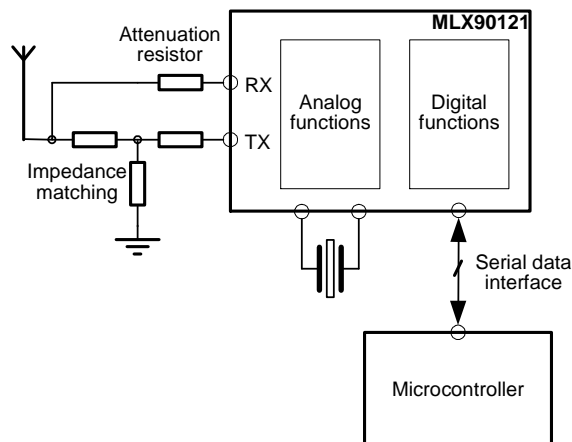 MLX90121
Attenuation
resistor
RX
Analog
functions
Digital
functions
TX
Impedance
matching
Serial data
interface
Microcontroller